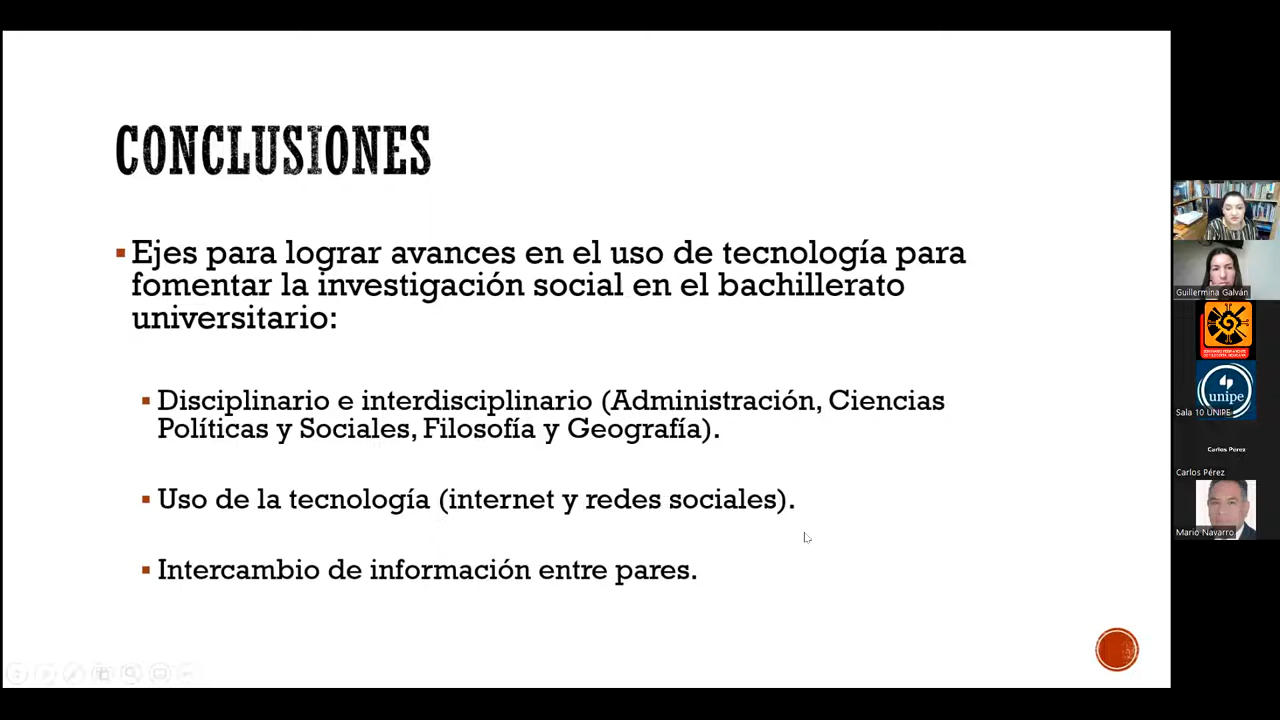 CONCLUSIONES
Ejes para lograr avances en el uso de tecnología para
fomentar la investigación social en el bachillerato
universitario:
Disciplinario e interdisciplinario (Administración, Ciencias
Políticas y Sociales, Filosofía y Geografía).
Uso de la tecnología (internet y redes sociales).
Intercambio de información entre pares.
Guillermina Galván
unipe
Sala 10 UNIPE
Carlos Pérez
Carlos Pérez
Mario Navarro